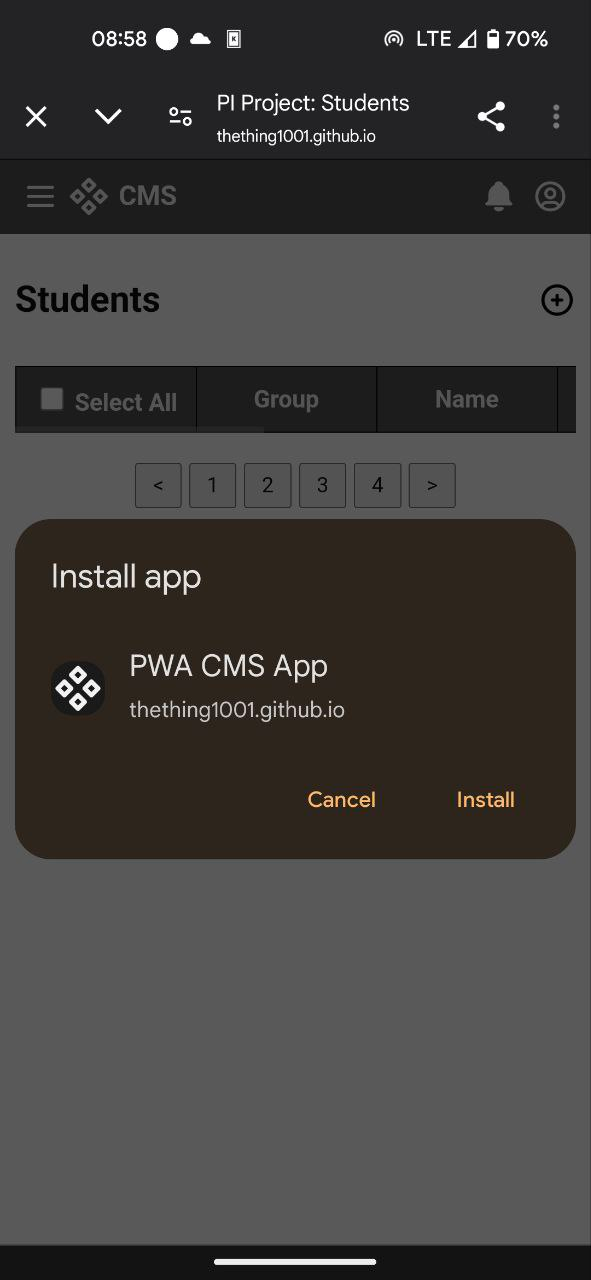 08:58 LTE 70%
PI Project: Students
thething1001.github.io
CMS
Students
Select All Group Name
< 1 2 3 4 >
Install app
PWA CMS App
thething1001.github.io
Cancel Install